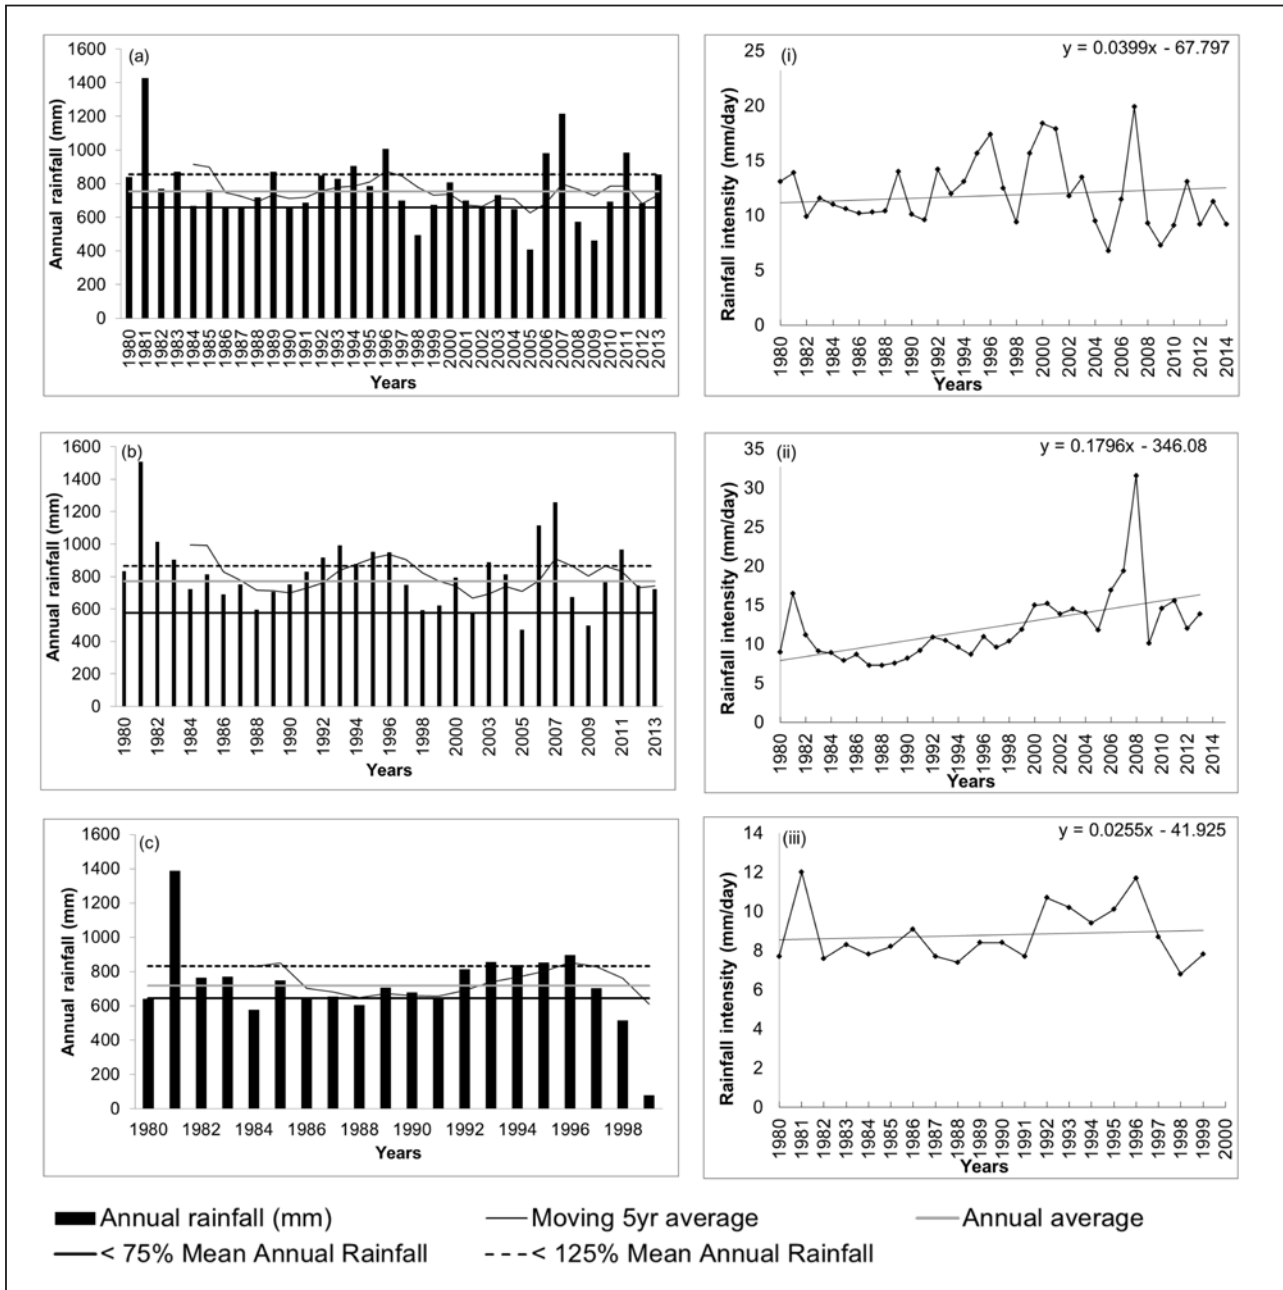 (a)
Annual rainfall (mm)
1600
1400
1200
1000
800
600
400
200
0
1980 1981 1982 1983 1984 1985 1986 1987 1988 1989 1990 1991 1992 1993 1994 1995 1996 1997 1998 1999 2000 2001 2002 2003 2004 2005 2006 2007 2008 2009 2010 2011 2012 2013
Years
(i)
y = 0.0399x - 67.797
Rainfall intensity (mm/day)
25
20
15
10
5
0
1980 1982 1984 1986 1988 1990 1992 1994 1996 1998 2000 2002 2004 2006 2008 2010 2012 2014
Years
(b)
Annual rainfall (mm)
1600
1400
1200
1000
800
600
400
200
0
1980 1982 1984 1986 1988 1990 1992 1994 1996 1998 2000 2003 2005 2007 2009 2011 2013
Years
(ii)
y = 0.1796x - 346.08
Rainfall intensity (mm/day)
35
30
25
20
15
10
5
0
1980 1982 1984 1986 1988 1990 1992 1994 1996 1998 2000 2002 2004 2006 2008 2010 2012 2014
Years
(c)
Annual rainfall (mm)
1600
1400
1200
1000
800
600
400
200
0
1980 1982 1984 1986 1988 1990 1992 1994 1996 1998
Years
(iii)
y = 0.0255x - 41.925
Rainfall intensity (mm/day)
14
12
10
8
6
4
2
0
1980 1981 1982 1983 1984 1985 1986 1987 1988 1989 1990 1991 1992 1993 1994 1995 1996 1997 1998 1999 2000
Years
Annual rainfall (mm) Moving 5yr average Annual average
< 75% Mean Annual Rainfall < 125% Mean Annual Rainfall